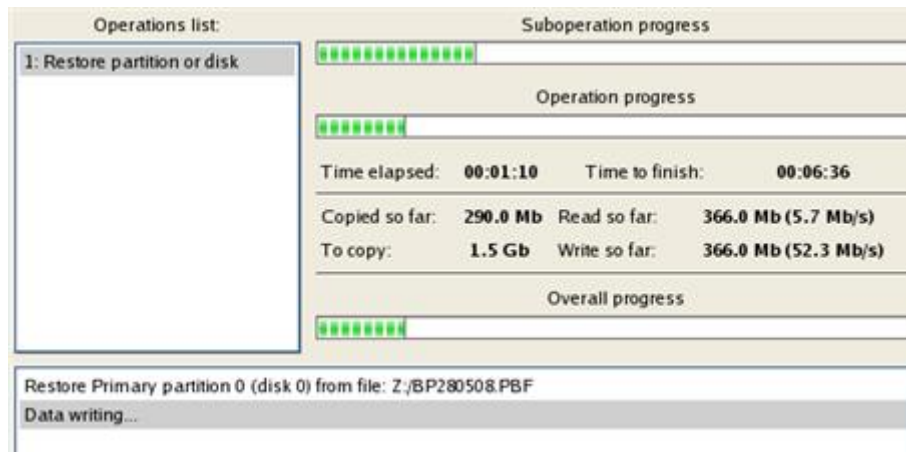 Operations list:
1: Restore partition or disk
Suboperation progress
Operation progress
Time elapsed: 00:01:10 Time to finish: 00:06:36
Copied so far: 290.0 Mb Read so far: 366.0 Mb (5.7 Mb/s)
To copy: 1.5 Gb Write so far: 366.0 Mb (52.3 Mb/s)
Overall progress
Restore Primary partition 0 (disk 0) from file: Z:/BP280508.PBF
Data writing...